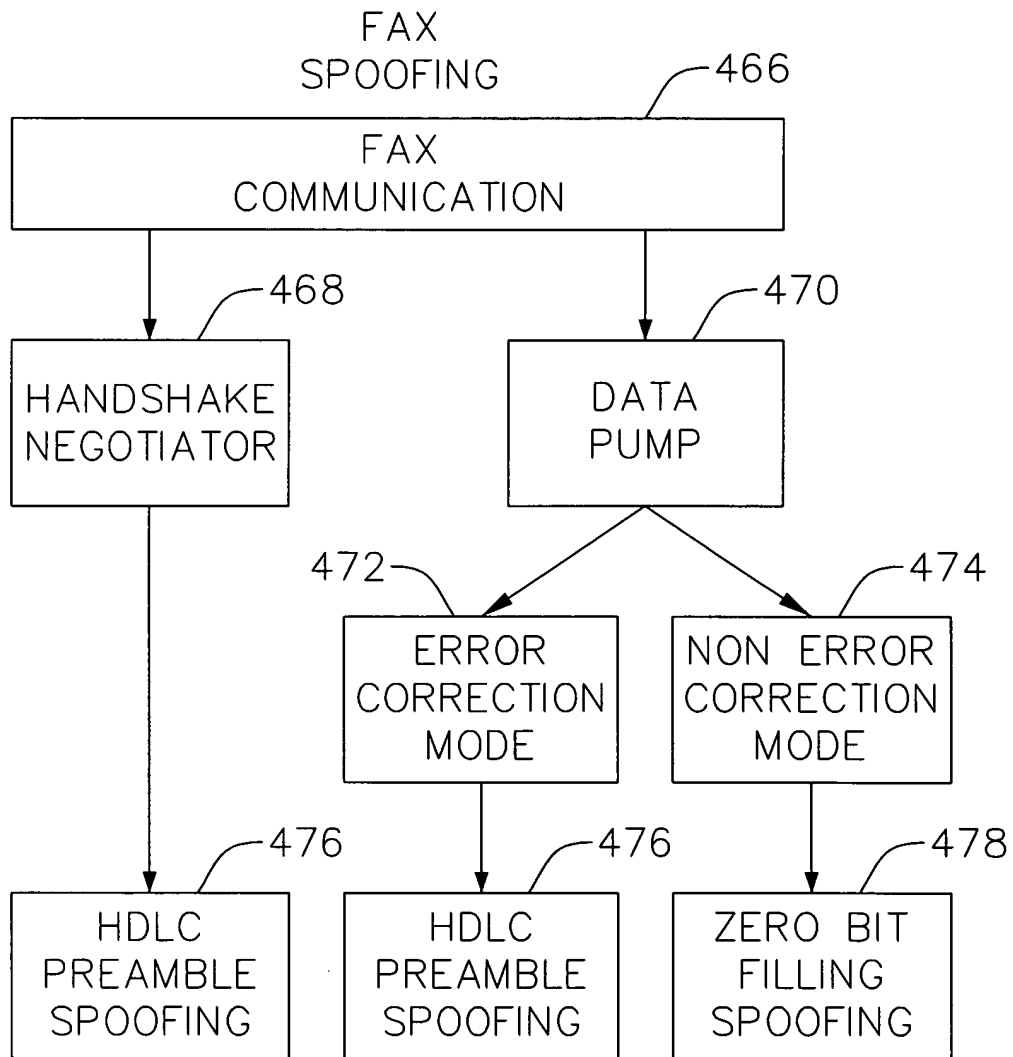 FAX
SPOOFING
466
FAX
COMMUNICATION
468
470
HANDSHAKE
NEGOTIATOR
DATA
PUMP
472
474
ERROR
CORRECTION
MODE
NON ERROR
CORRECTION
MODE
476
476
478
HDLC
PREAMBLE
SPOOFING
HDLC
PREAMBLE
SPOOFING
ZERO BIT
FILLING
SPOOFING